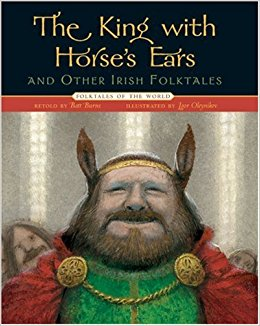 The King with
Horse's Ears
AND OTHER IRISH FOLKTALES
FOLKTALES OF THE WORLD
RETOLD BY Batt Burns ILLUSTRATED BY Igor Oleynikov